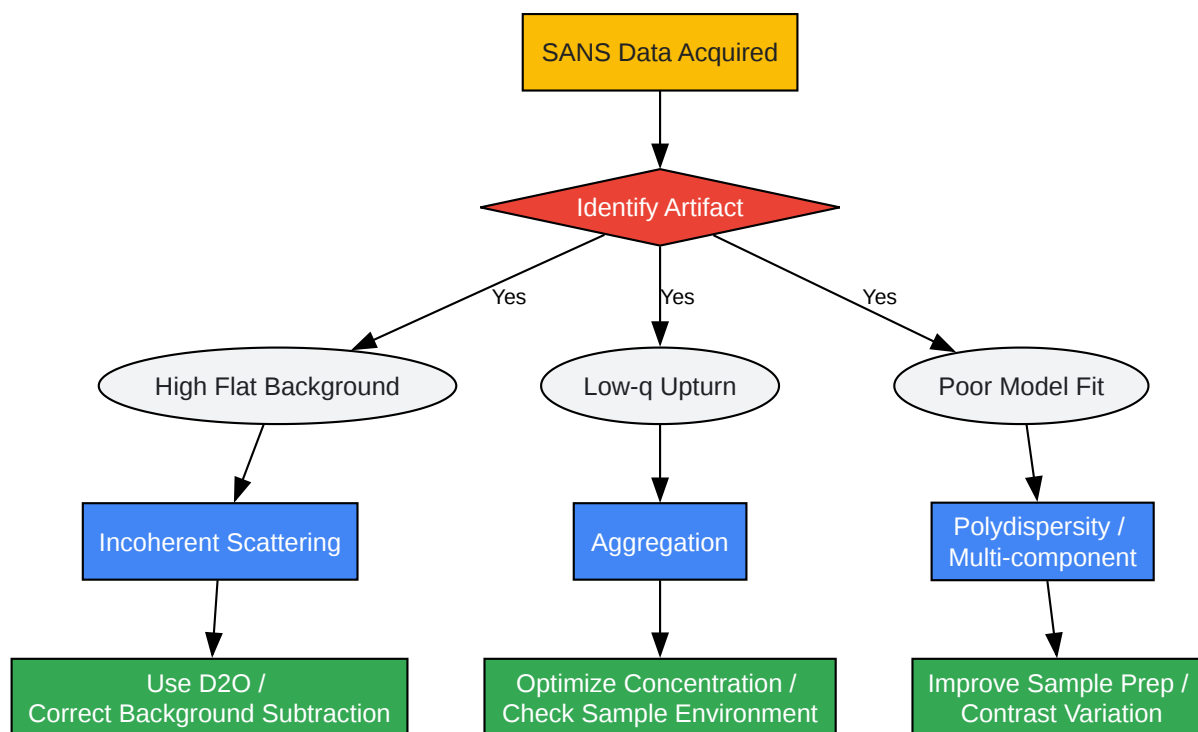 SANS Data Acquired
Identify Artifact
Yes
Yes
Yes
High Flat Background
Low-q Upturn
Poor Model Fit
Incoherent Scattering
Aggregation
Polydispersity /
Multi-component
Use D2O /
Correct Background Subtraction
Optimize Concentration /
Check Sample Environment
Improve Sample Prep /
Contrast Variation